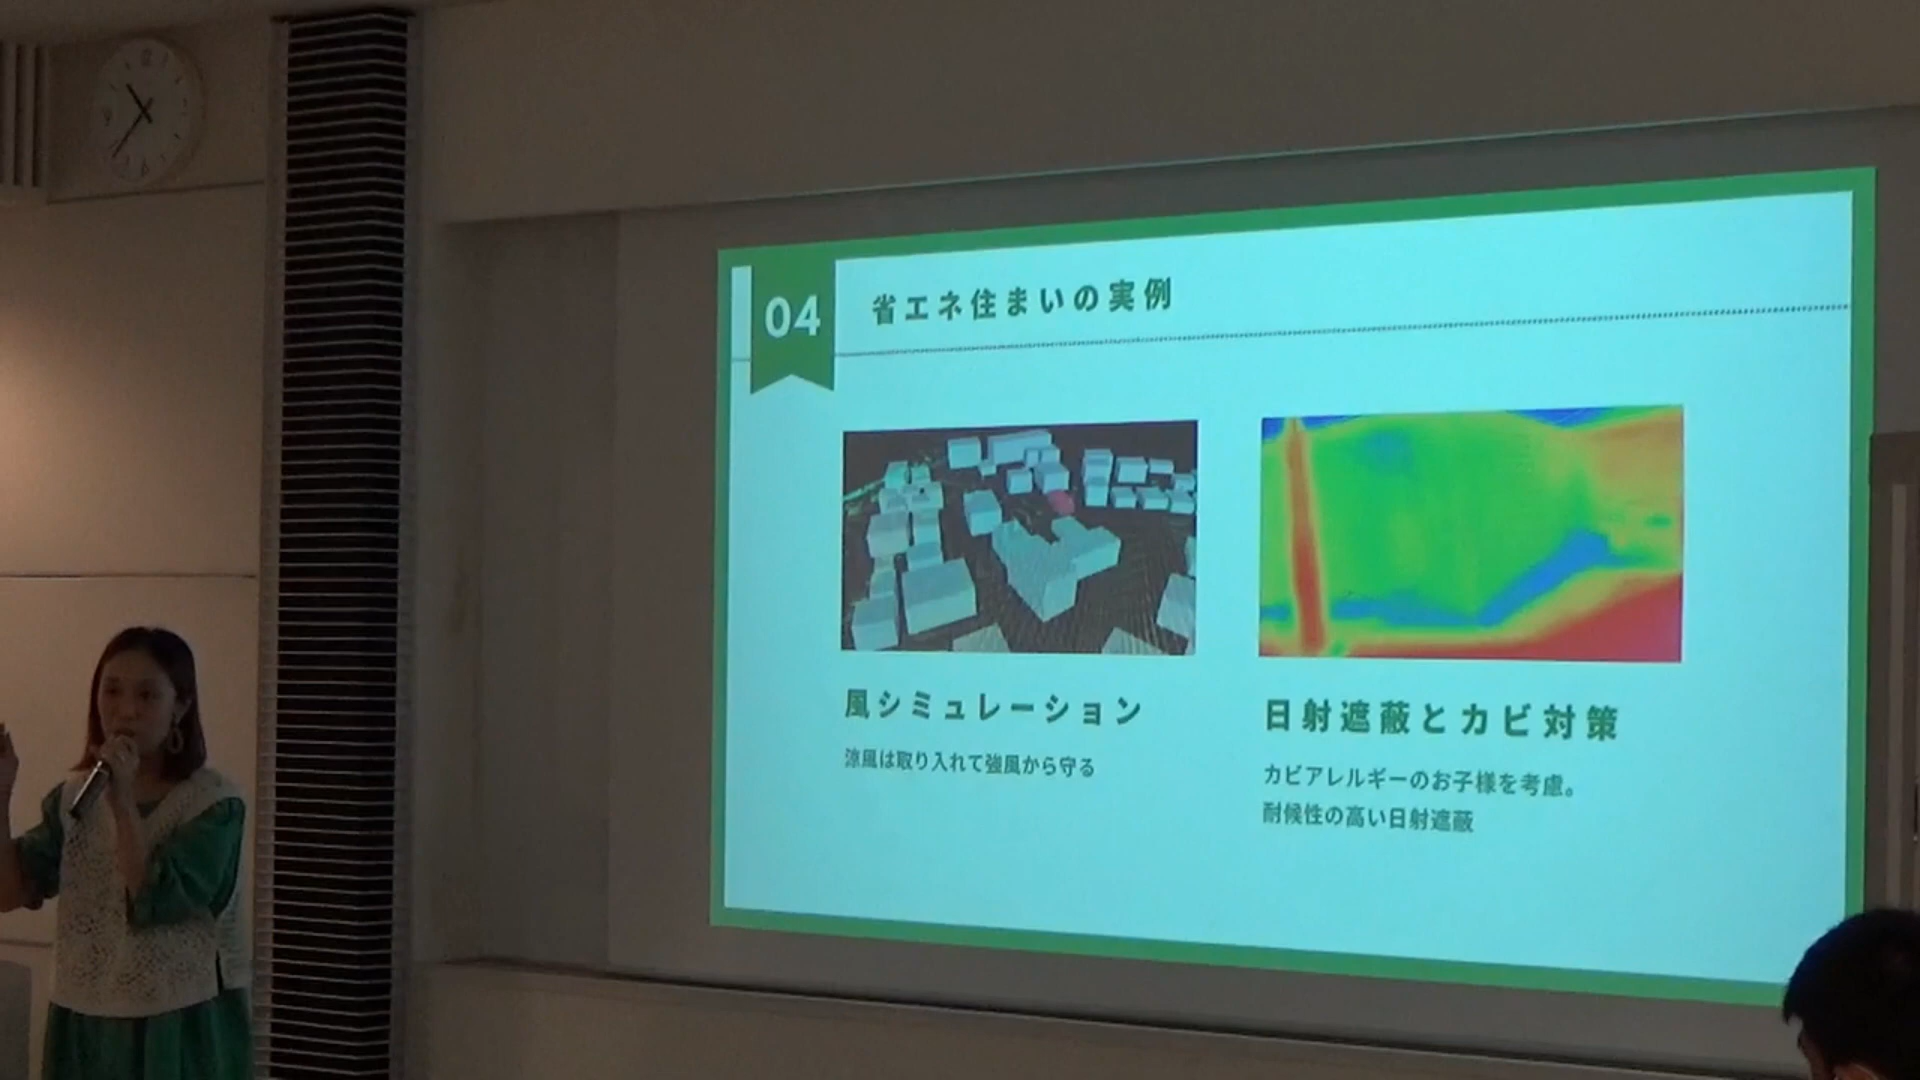 04
省エネ住まいの実例
風シミュレーション
涼風は取り入れて強風から守る
日射遮蔽とカビ対策
カビアレルギーのお子様を考慮。
耐候性の高い日射遮蔽